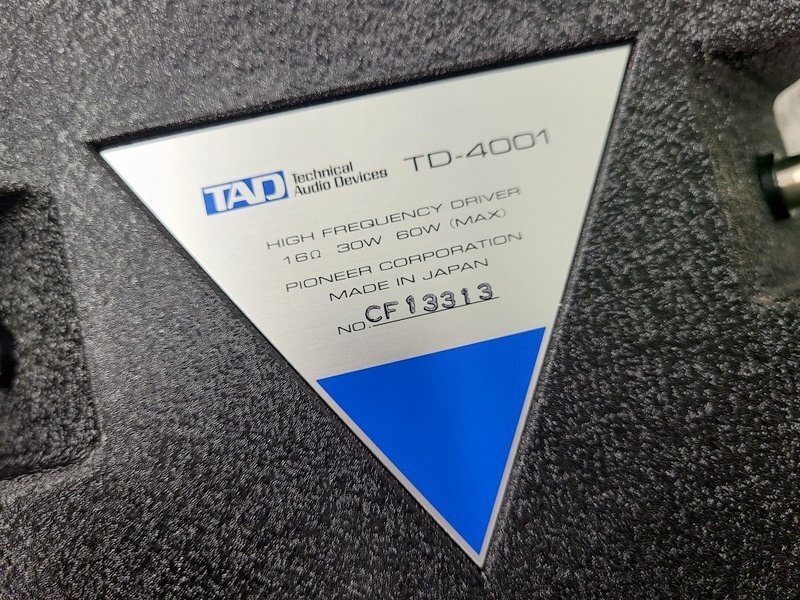 TAD Technical Audio Devices TD-4001
HIGH FREQUENCY DRIVER
16Ω 30W 60W (MAX)
PIONEER CORPORATION
MADE IN JAPAN
NO. CF13313